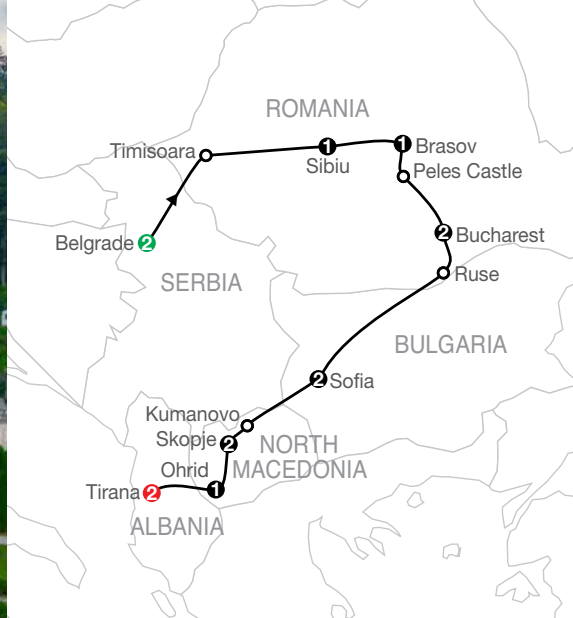 ROMANIA
Timisoara
1
Sibiu
1
Brasov
Peles Castle
Belgrade
2
2
Bucharest
SERBIA
Ruse
BULGARIA
2
Sofia
Kumanovo
Skopje
2
NORTH
MACEDONIA
Ohrid
1
Tirana
2
ALBANIA